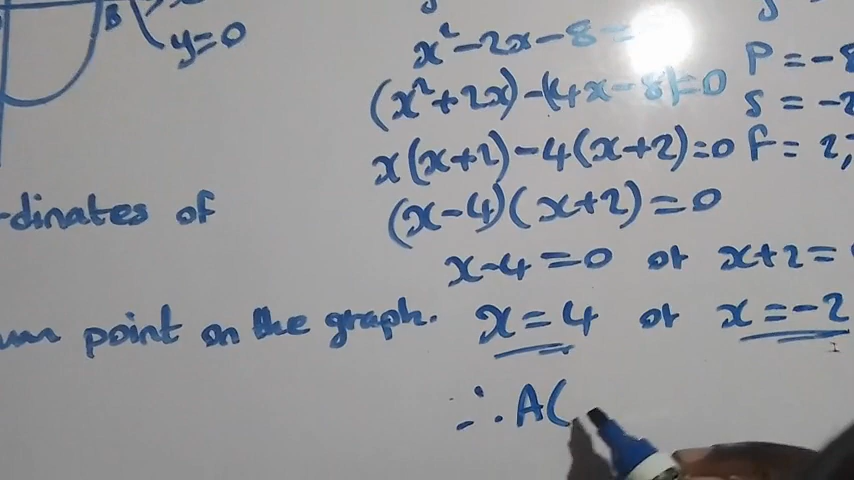 B
y=0
x²-2x-8=
(x²+2x)-(4x-8)=0
P=-8
S=-2
x(x+2)-4(x+2)=0
F=2,
-dinates of
(x-4)(x+2)=0
x-4=0 or x+2=
point on the graph.
x=4 or x=-2
∴A(